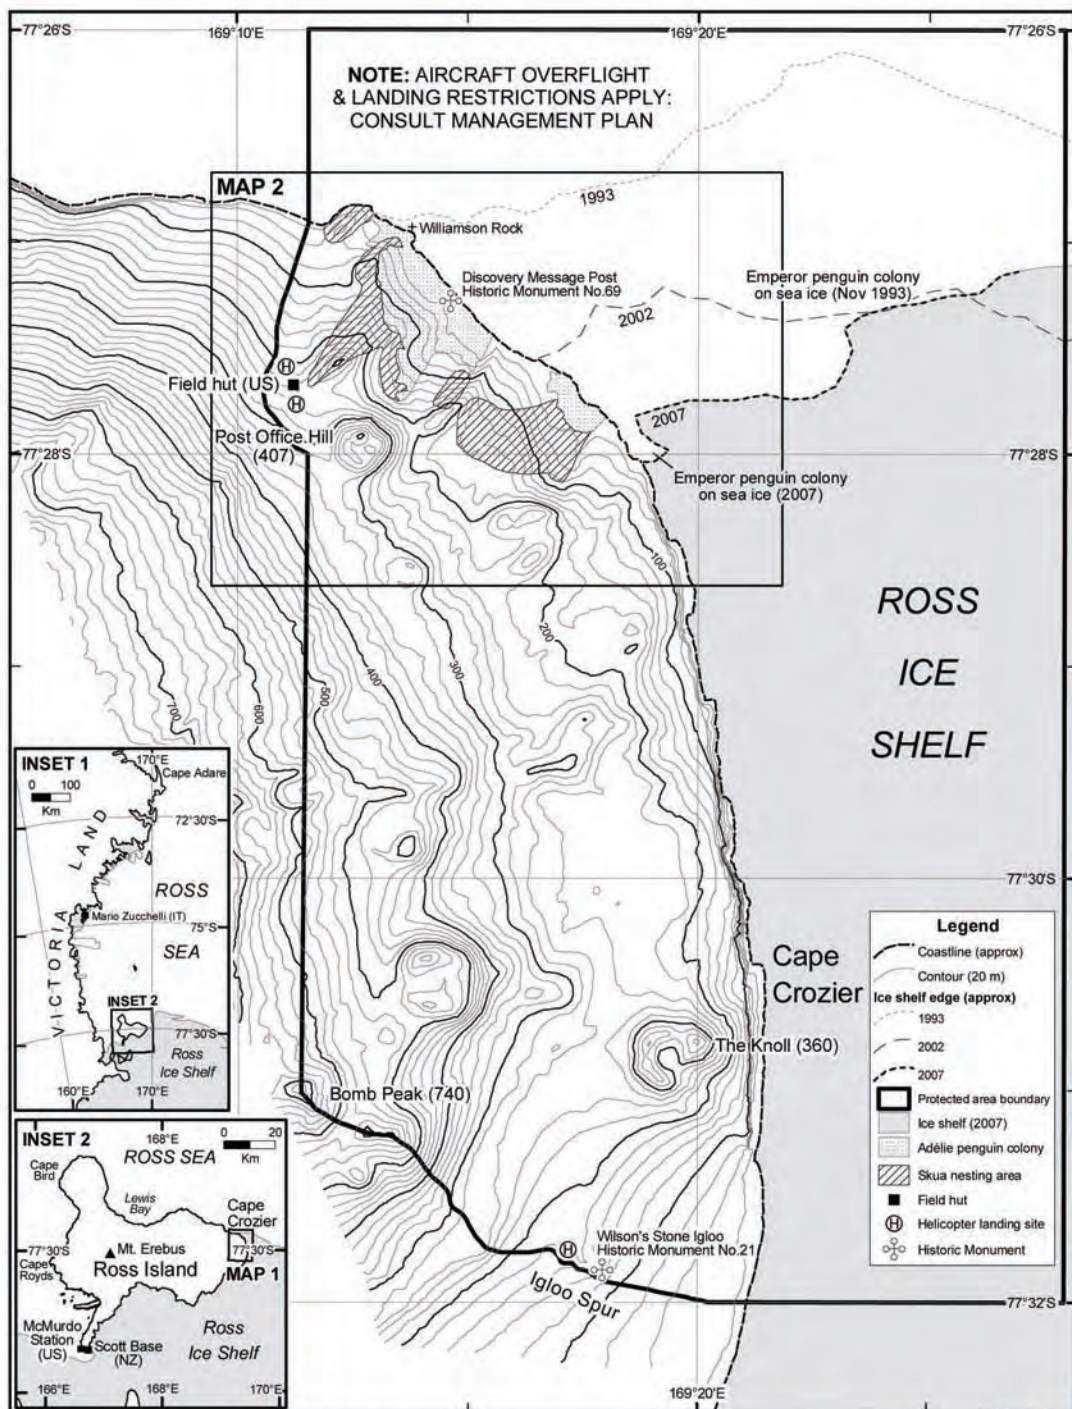 77°26'S
169°10'E
169°20'E
77°26'S
NOTE: AIRCRAFT OVERFLIGHT
& LANDING RESTRICTIONS APPLY:
CONSULT MANAGEMENT PLAN
MAP 2
1993
Williamson Rock
Discovery Message Post
Historic Monument No.69
Emperor penguin colony
on sea ice (Nov 1993)
2002
H
Field hut (US)
H
2007
Post Office Hill
(407)
77°28'S
77°28'S
Emperor penguin colony
on sea ice (2007)
100
ROSS
ICE
SHELF
200
300
400
500
600
700
INSET 1
170°E
Cape Adare
0 100
Km
72°30'S
VICTORIA LAND
ROSS
SEA
Mario Zucchelli (IT)
75°S
INSET 2
77°30'S
Ross
Ice Shelf
160°E
170°E
77°30'S
Cape
Crozier
The Knoll (360)
Bomb Peak (740)
Legend
Coastline (approx)
Contour (20 m)
Ice shelf edge (approx)
1993
2002
2007
Protected area boundary
Ice shelf (2007)
Adélie penguin colony
Skua nesting area
Field hut
H Helicopter landing site
Historic Monument
INSET 2
168°E
0 20
Km
ROSS SEA
Cape
Bird
Lewis
Bay
Cape
Crozier
77°30'S
Mt. Erebus
77°30'S
Ross Island
MAP 1
Cape
Royds
McMurdo
Station
(US)
Scott Base
(NZ)
Ross
Ice Shelf
166°E
168°E
170°E
H
Wilson's Stone Igloo
Historic Monument No.21
Igloo Spur
77°32'S
169°20'E